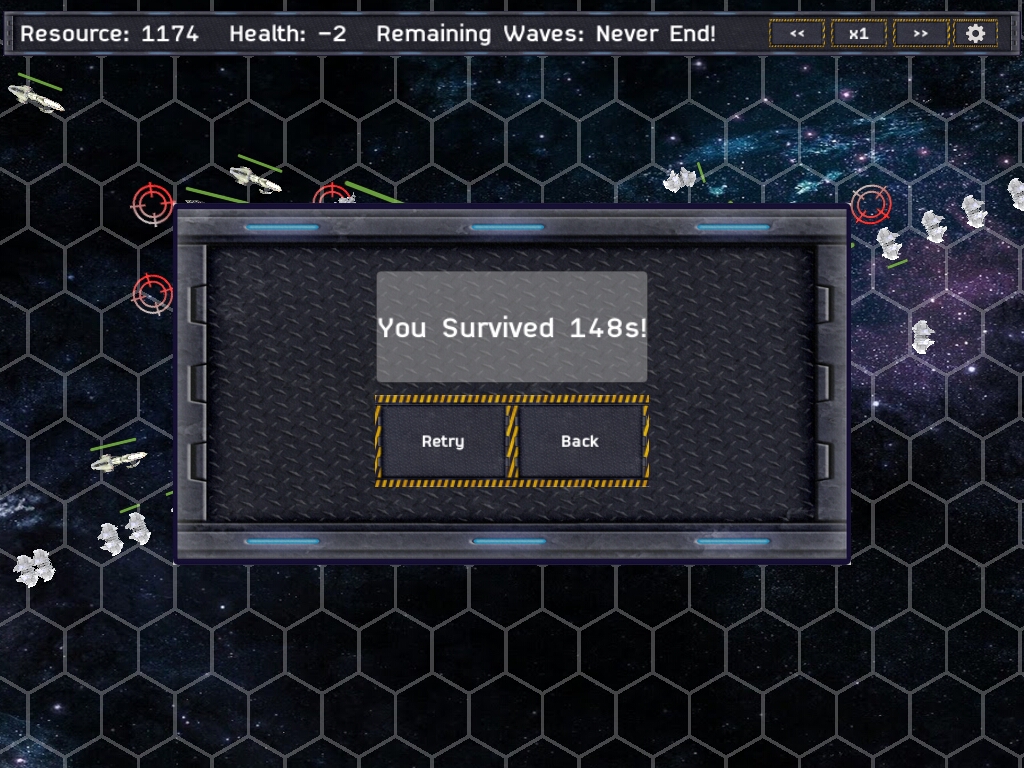 Resource: 1174 Health: -2 Remaining Waves: Never End! << x1 >>
You Survived 148s!
Retry Back